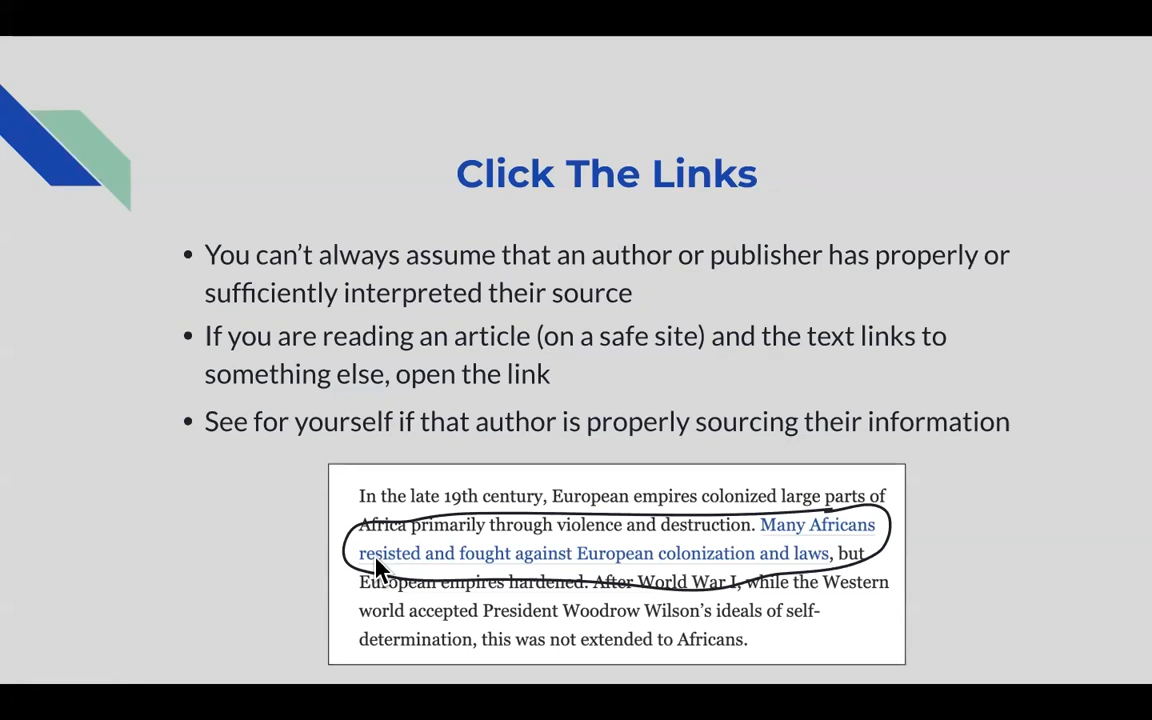 Click The Links
• You can’t always assume that an author or publisher has properly or
sufficiently interpreted their source
• If you are reading an article (on a safe site) and the text links to
something else, open the link
• See for yourself if that author is properly sourcing their information
In the late 19th century, European empires colonized large parts of
Africa primarily through violence and destruction. Many Africans
resisted and fought against European colonization and laws, but
European empires hardened. After World War I, while the Western
world accepted President Woodrow Wilson’s ideals of self-
determination, this was not extended to Africans.